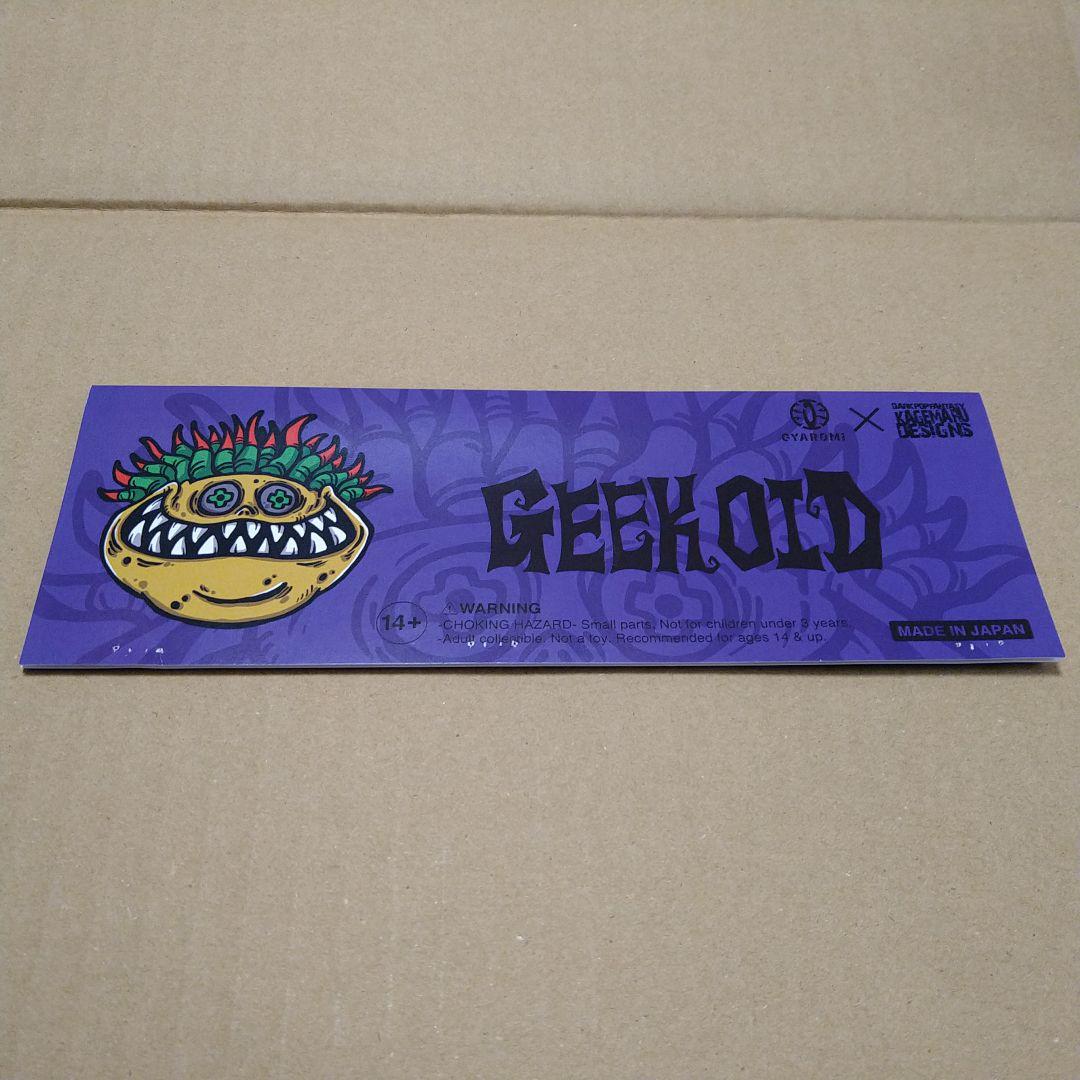 GYAROMI
×
DARK POP FANTASY
KAGEMARU
DESIGNS
GEEKOID
14+
⚠ WARNING
-CHOKING HAZARD- Small parts. Not for children under 3 years.
-Adult collectible. Not a toy. Recommended for ages 14 & up.
MADE IN JAPAN